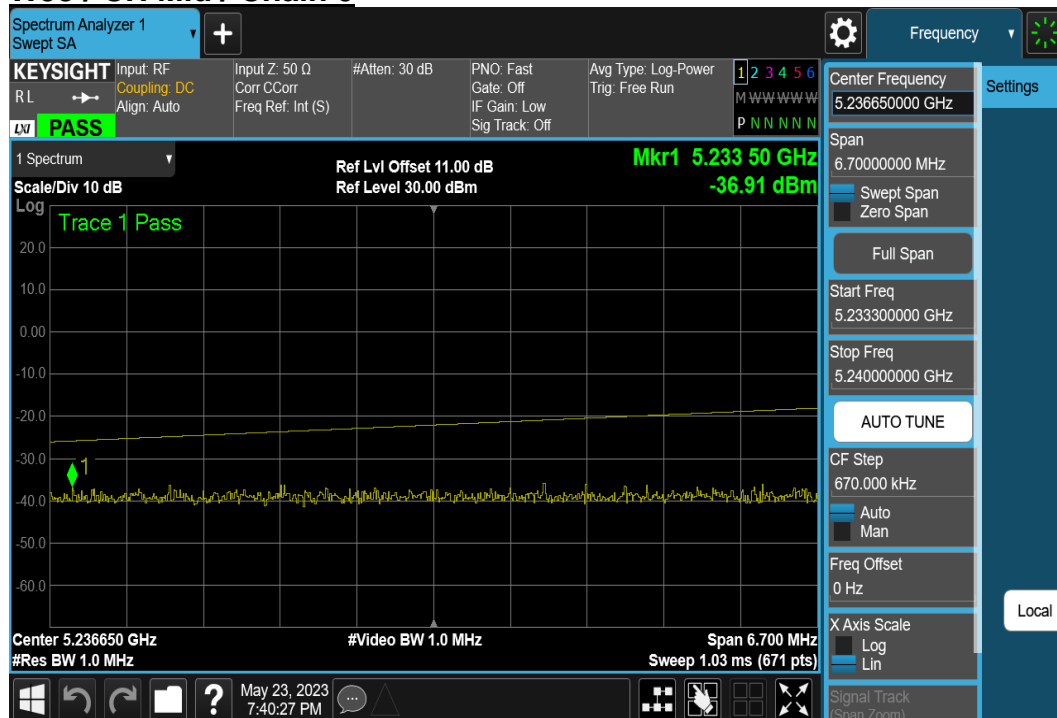 Spectrum Analyzer 1
Swept SA
Frequency
KEYSIGHT
RL
LXI PASS
Input: RF
Coupling: DC
Align: Auto
Input Z: 50 Ω
Corr CCorr
Freq Ref: Int (S)
#Atten: 30 dB
PNO: Fast
Gate: Off
IF Gain: Low
Sig Track: Off
Avg Type: Log-Power
Trig: Free Run
1 2 3 4 5 6
M W W W W W
P N N N N N
1 Spectrum
Scale/Div 10 dB
Ref Lvl Offset 11.00 dB
Ref Level 30.00 dBm
Mkr1 5.233 50 GHz
-36.91 dBm
Log
Trace 1 Pass
20.0
10.0
0.00
-10.0
-20.0
-30.0
-40.0
-50.0
-60.0
1
Center 5.236650 GHz
#Res BW 1.0 MHz
#Video BW 1.0 MHz
Span 6.700 MHz
Sweep 1.03 ms (671 pts)
May 23, 2023
7:40:27 PM
Center Frequency
5.236650000 GHz
Span
6.70000000 MHz
Swept Span
Zero Span
Full Span
Start Freq
5.233300000 GHz
Stop Freq
5.240000000 GHz
AUTO TUNE
CF Step
670.000 kHz
Auto
Man
Freq Offset
0 Hz
X Axis Scale
Log
Lin
Signal Track
(Span Zoom)
Settings
Local